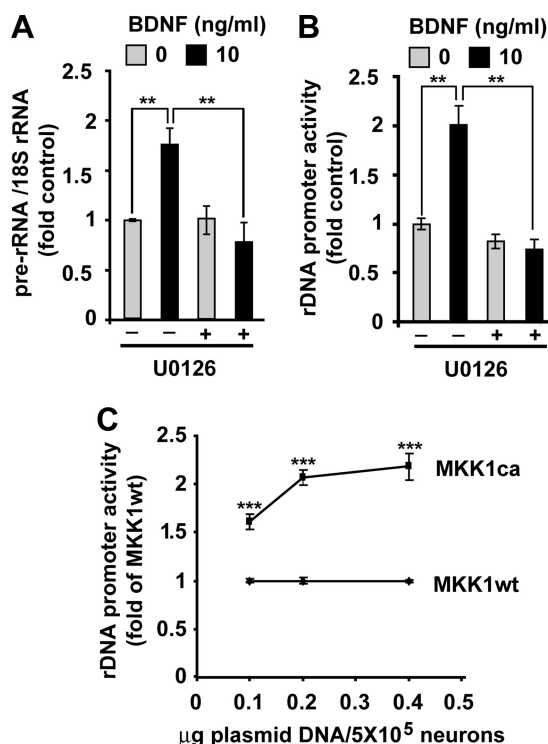 A
BDNF (ng/ml)
0 10
pre-rRNA /18S rRNA
(fold control)
2.5
2
1.5
1
0.5
0
**
**
– – + +
U0126
B
BDNF (ng/ml)
0 10
rDNA promoter activity
(fold control)
2.5
2
1.5
1
0.5
0
**
**
– – + +
U0126
C
rDNA promoter activity
(fold of MKK1wt)
2.5
2
1.5
1
0.5
0
***
***
***
MKK1ca
MKK1wt
0 0.1 0.2 0.3 0.4 0.5
μg plasmid DNA/5X10⁵ neurons